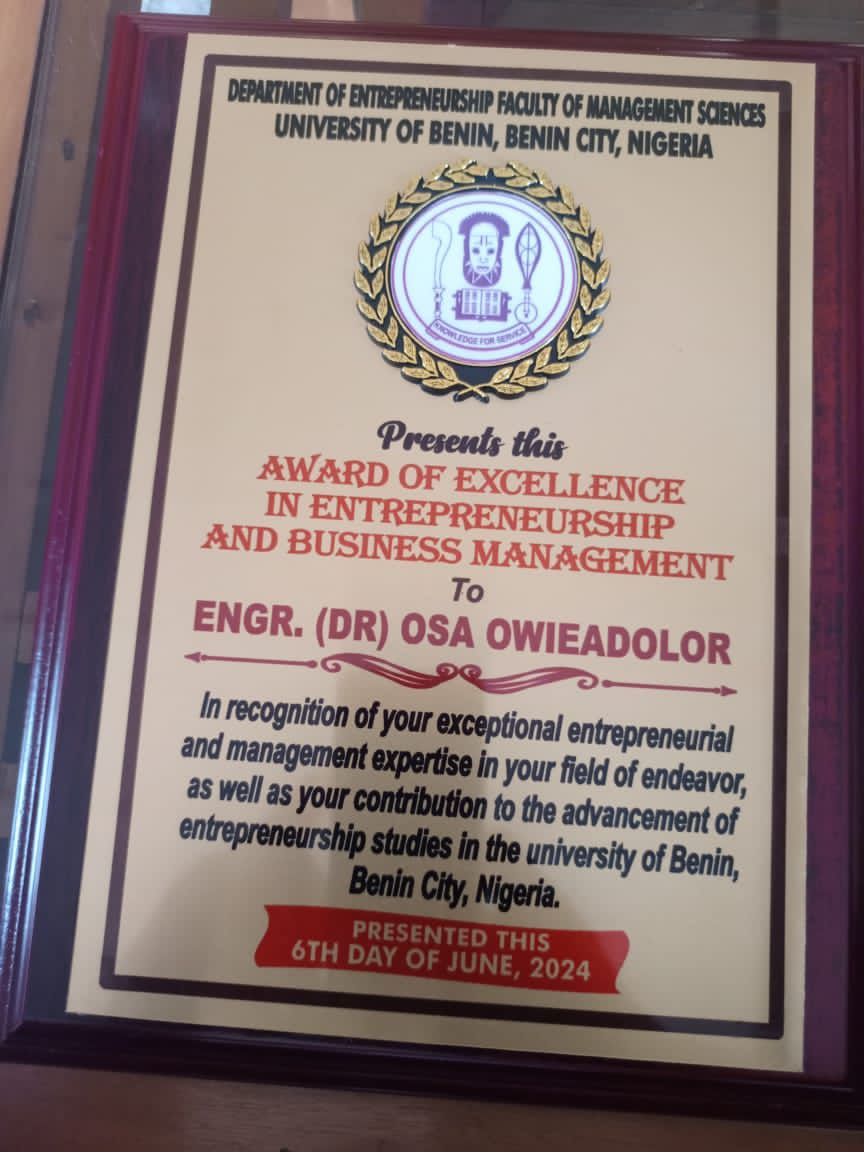 DEPARTMENT OF ENTREPRENEURSHIP FACULTY OF MANAGEMENT SCIENCES
UNIVERSITY OF BENIN, BENIN CITY, NIGERIA
KNOWLEDGE FOR SERVICE
Presents this
AWARD OF EXCELLENCE
IN ENTREPRENEURSHIP
AND BUSINESS MANAGEMENT
To
ENGR. (DR) OSA OWIEADOLOR
In recognition of your exceptional entrepreneurial
and management expertise in your field of endeavor,
as well as your contribution to the advancement of
entrepreneurship studies in the university of Benin,
Benin City, Nigeria.
PRESENTED THIS
6TH DAY OF JUNE, 2024